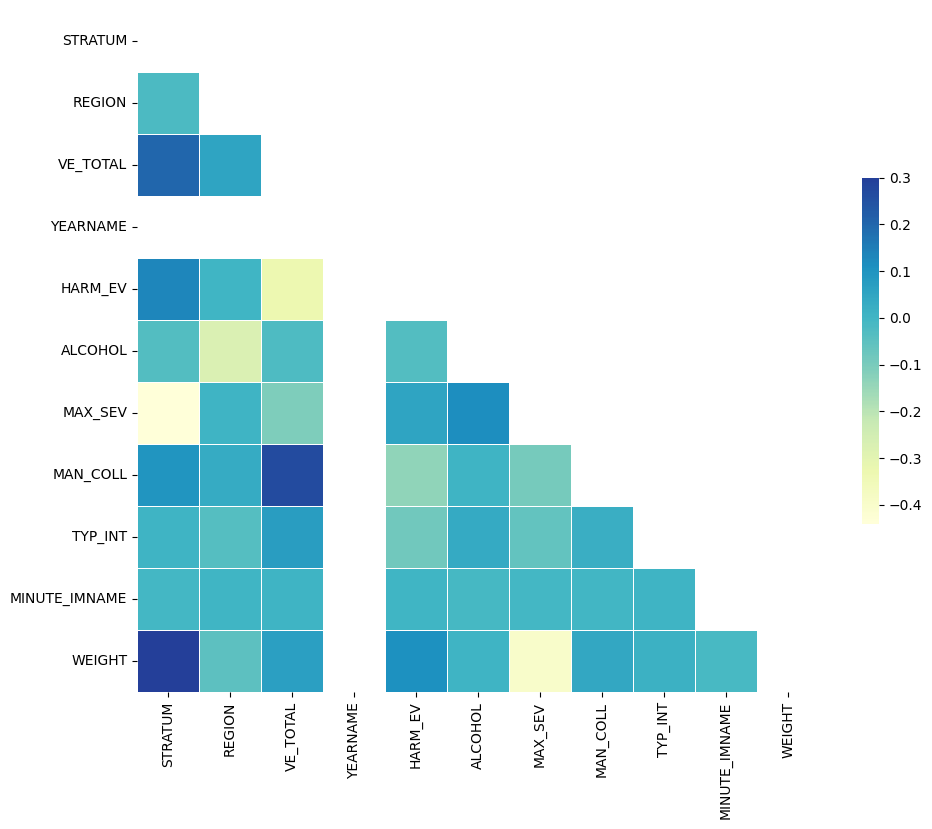 STRATUM
REGION
VE_TOTAL
YEARNAME
HARM_EV
ALCOHOL
MAX_SEV
MAN_COLL
TYP_INT
MINUTE_IMNAME
WEIGHT
STRATUM
REGION
VE_TOTAL
YEARNAME
HARM_EV
ALCOHOL
MAX_SEV
MAN_COLL
TYP_INT
MINUTE_IMNAME
WEIGHT
0.3
0.2
0.1
0.0
−0.1
−0.2
−0.3
−0.4